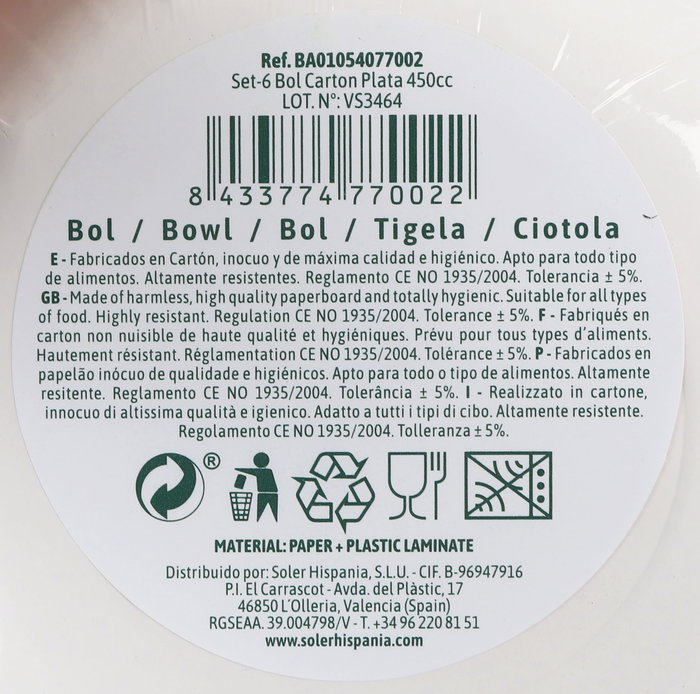 Ref. BA01054077002
Set-6 Bol Carton Plata 450cc
LOT. Nº: VS3464
8 433774 770022
Bol / Bowl / Bol / Tigela / Ciotola
E - Fabricados en Cartón, inocuo y de máxima calidad e higiénico. Apto para todo tipo
de alimentos. Altamente resistentes. Reglamento CE NO 1935/2004. Tolerancia ± 5%.
GB - Made of harmless, high quality paperboard and totally hygienic. Suitable for all types
of food. Highly resistant. Regulation CE NO 1935/2004. Tolerance ± 5%. F - Fabriqués en
carton non nuisible de haute qualité et hygiéniques. Prévu pour tous types d’aliments.
Hautement résistant. Réglamentation CE NO 1935/2004. Tolérance ± 5%. P - Fabricados en
papelão inócuo de qualidade e higiénicos. Apto para todo o tipo de alimentos. Altamente
resitente. Reglamento CE NO 1935/2004. Tolerância ± 5%. I - Realizzato in cartone,
innocuo di altissima qualità e igienico. Adatto a tutti i tipi di cibo. Altamente resistente.
Regolamento CE NO 1935/2004. Tolleranza ± 5%.
®
MATERIAL: PAPER + PLASTIC LAMINATE
Distribuido por: Soler Hispania, S.L.U. - CIF. B-96947916
P.I. El Carrascot - Avda. del Plàstic, 17
46850 L´Olleria, Valencia (Spain)
RGSEAA. 39.004798/V - T. +34 96 220 81 51
www.solerhispania.com